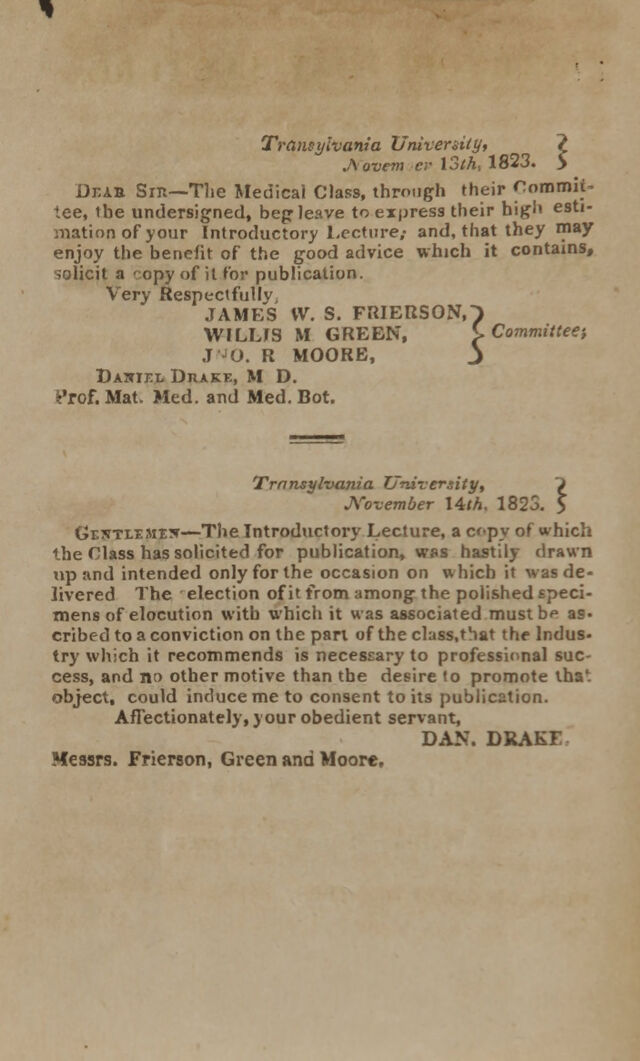 Transylvania University,
November 13th, 1823.
DEAR SIR—The Medical Class, through their Commit-
tee, the undersigned, beg leave to express their high esti-
mation of your Introductory Lecture; and, that they may
enjoy the benefit of the good advice which it contains,
solicit a copy of it for publication.
Very Respectfully,
JAMES W. S. FRIERSON,
WILLIS M GREEN, } Committee;
JNO. R MOORE,
DANIEL DRAKE, M D.
Prof. Mat. Med. and Med. Bot.
Transylvania University,
November 14th, 1823.
GENTLEMEN—The Introductory Lecture, a copy of which
the Class has solicited for publication, was hastily drawn
up and intended only for the occasion on which it was de-
livered The election of it from among the polished speci-
mens of elocution with which it was associated must be as-
cribed to a conviction on the part of the class, that the Indus-
try which it recommends is necessary to professional suc-
cess, and no other motive than the desire to promote that
object, could induce me to consent to its publication.
Affectionately, your obedient servant,
DAN. DRAKE.
Messrs. Frierson, Green and Moore.